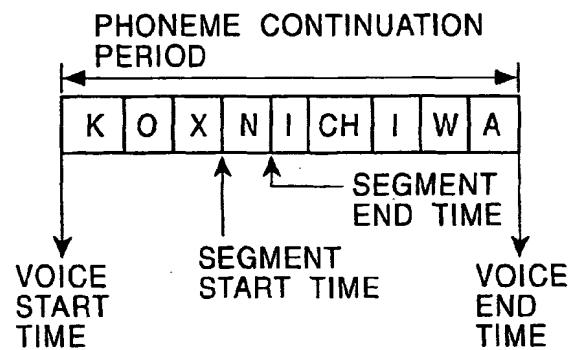 PHONEME CONTINUATION
PERIOD
K O X N I CH I W A
SEGMENT
END TIME
SEGMENT
START TIME
VOICE
START
TIME
VOICE
END
TIME